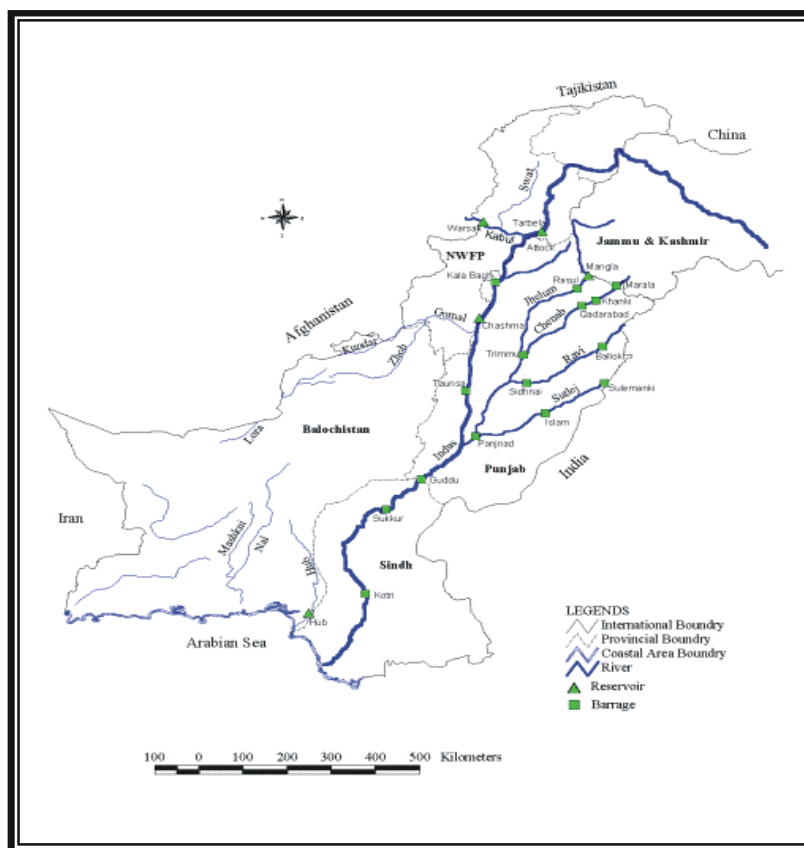 Tajikistan
China
Swat
Warsak
Kabul
Tarbela
Attock
Jammu & Kashmir
NWFP
Kala Bagh
Mangla
Rasul
Marala
Jhelum
Khanki
Chenab
Qadarabad
Afghanistan
Gomal
Chashma
Kundar
Zhob
Trimmu
Ravi
Balloki
Taunsa
Sidhnai
Sutlej
Sulemanki
Islam
Lora
Balochistan
Indus
Panjnad
Punjab
India
Guddu
Iran
Sukkur
Mashkai
Nai
Hub
Sindh
Kotri
Hub
Arabian Sea
LEGENDS
International Boundry
Provincial Boundry
Coastal Area Boundry
River
Reservoir
Barrage
100 0 100 200 300 400 500 Kilometers